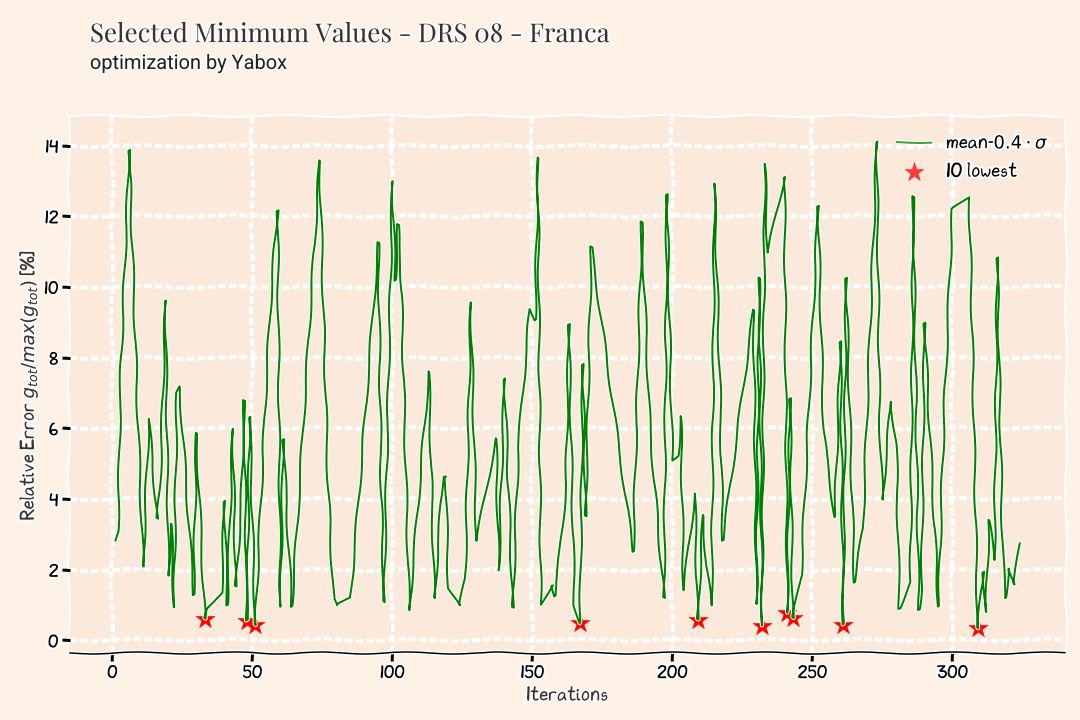 Selected Minimum Values - DRS 08 - Franca
optimization by Yabox
mean-0.4 · σ
10 lowest
Relative Error g_tot/max(g_tot) [%]
14
12
10
8
6
4
2
0
0 50 100 150 200 250 300
Iterations